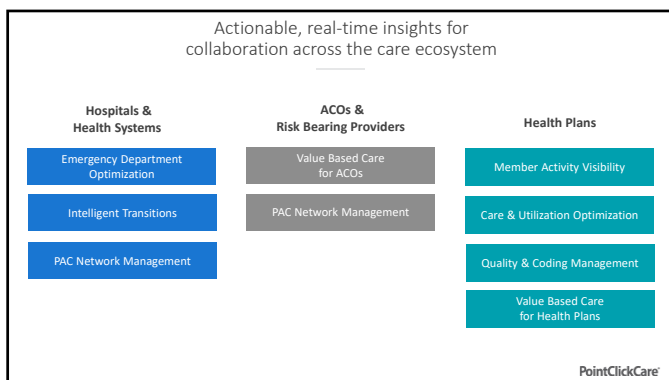 Actionable, real-time insights for
collaboration across the care ecosystem
Hospitals &
Health Systems
Emergency Department
Optimization
Intelligent Transitions
PAC Network Management
ACOs &
Risk Bearing Providers
Value Based Care
for ACOs
PAC Network Management
Health Plans
Member Activity Visibility
Care & Utilization Optimization
Quality & Coding Management
Value Based Care
for Health Plans
PointClickCare®